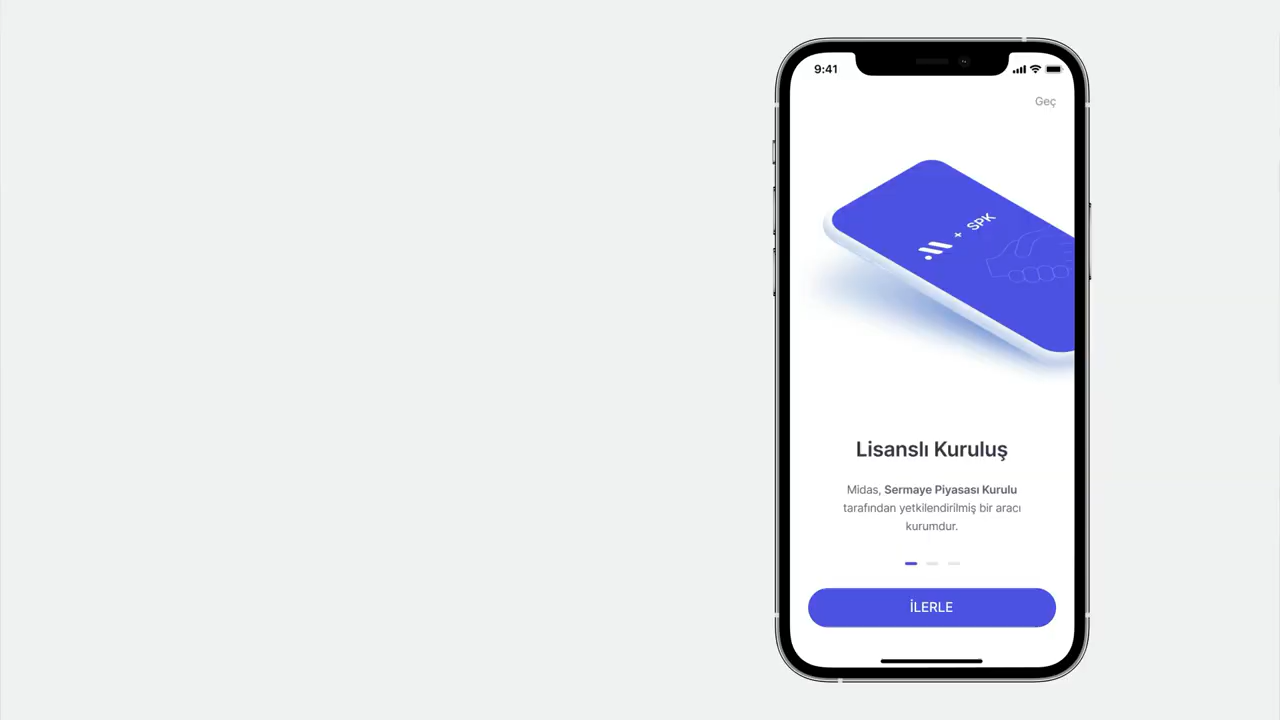 9:41
Geç
+ SPK
Lisanslı Kuruluş
Midas, Sermaye Piyasası Kurulu
tarafından yetkilendirilmiş bir aracı
kurumdur.
İLERLE